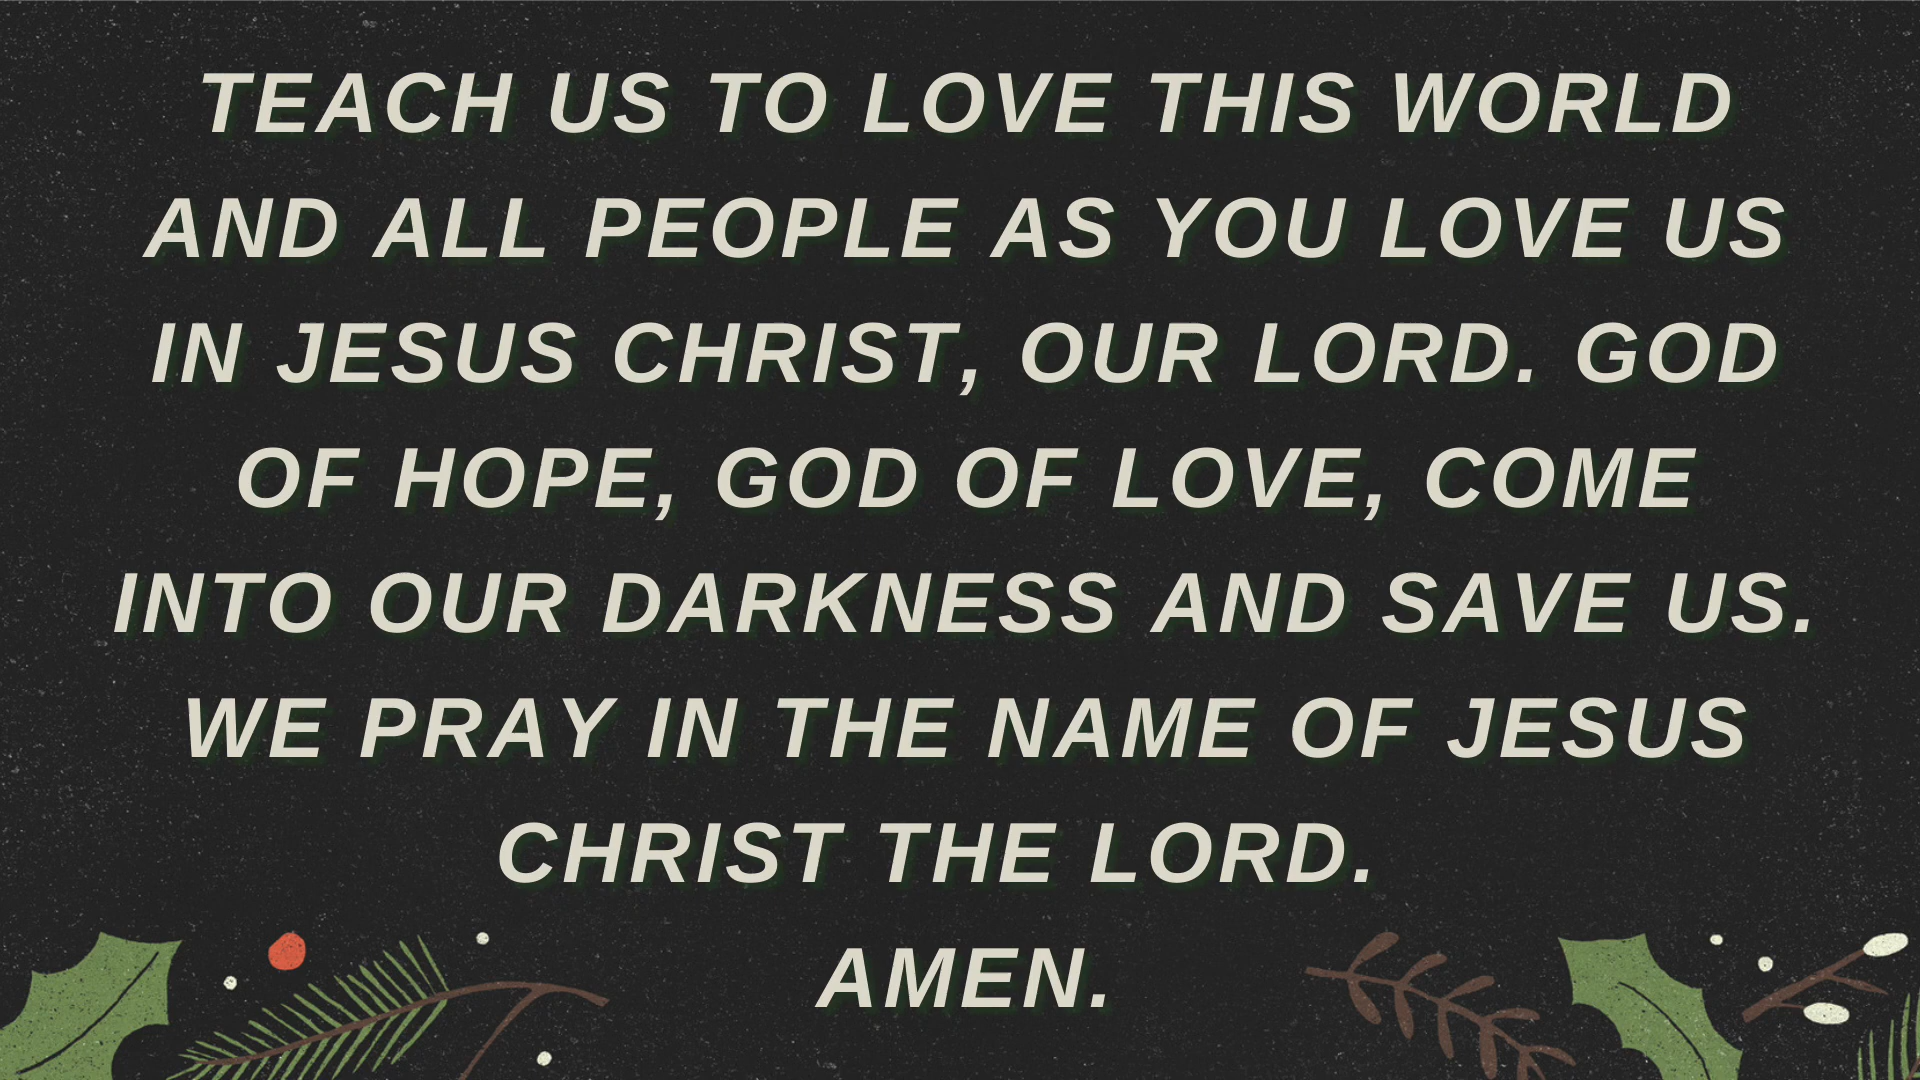 TEACH US TO LOVE THIS WORLD
AND ALL PEOPLE AS YOU LOVE US
IN JESUS CHRIST, OUR LORD. GOD
OF HOPE, GOD OF LOVE, COME
INTO OUR DARKNESS AND SAVE US.
WE PRAY IN THE NAME OF JESUS
CHRIST THE LORD.
AMEN.